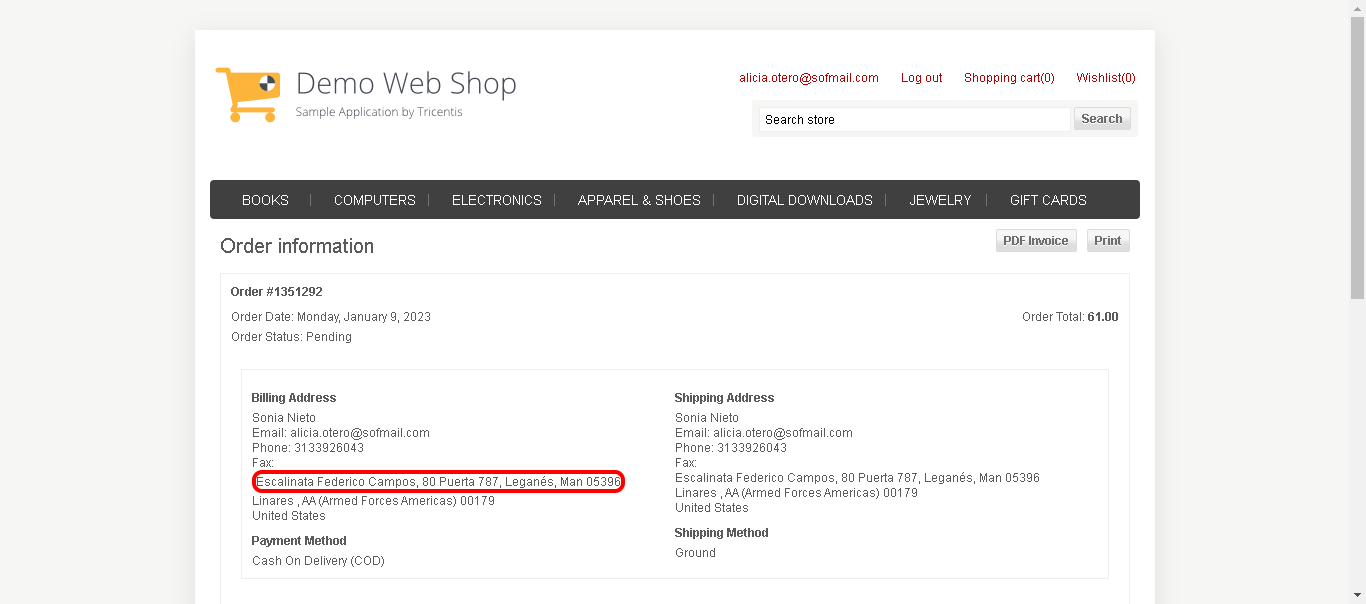 Demo Web Shop
Sample Application by Tricentis
alicia.otero@sofmail.com Log out Shopping cart(0) Wishlist(0)
Search store Search
BOOKS COMPUTERS ELECTRONICS APPAREL & SHOES DIGITAL DOWNLOADS JEWELRY GIFT CARDS
Order information
PDF Invoice Print
Order #1351292
Order Date: Monday, January 9, 2023
Order Total: 61.00
Order Status: Pending
Billing Address
Sonia Nieto
Email: alicia.otero@sofmail.com
Phone: 3133926043
Fax:
Escalinata Federico Campos, 80 Puerta 787, Leganés, Man 05396
Linares , AA (Armed Forces Americas) 00179
United States
Payment Method
Cash On Delivery (COD)
Shipping Address
Sonia Nieto
Email: alicia.otero@sofmail.com
Phone: 3133926043
Fax:
Escalinata Federico Campos, 80 Puerta 787, Leganés, Man 05396
Linares , AA (Armed Forces Americas) 00179
United States
Shipping Method
Ground